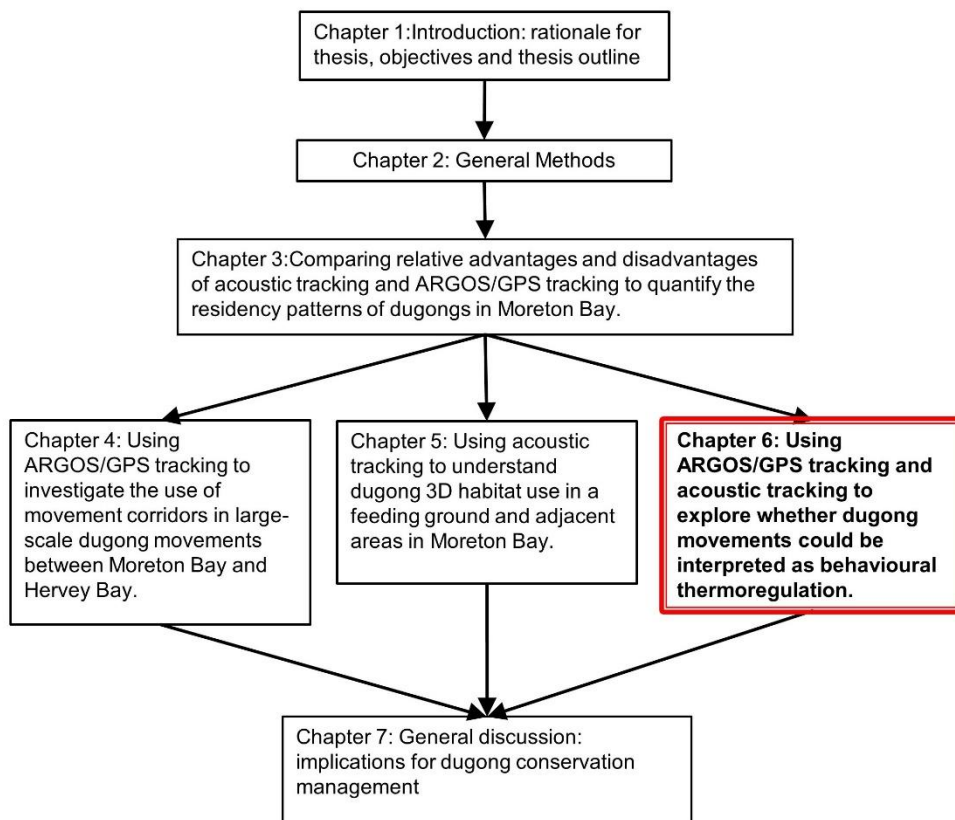 Chapter 1:Introduction: rationale for
thesis, objectives and thesis outline
Chapter 2: General Methods
Chapter 3:Comparing relative advantages and disadvantages
of acoustic tracking and ARGOS/GPS tracking to quantify the
residency patterns of dugongs in Moreton Bay.
Chapter 4: Using
ARGOS/GPS tracking to
investigate the use of
movement corridors in large-
scale dugong movements
between Moreton Bay and
Hervey Bay.
Chapter 5: Using acoustic
tracking to understand
dugong 3D habitat use in a
feeding ground and adjacent
areas in Moreton Bay.
Chapter 6: Using
ARGOS/GPS tracking and
acoustic tracking to
explore whether dugong
movements could be
interpreted as behavioural
thermoregulation.
Chapter 7: General discussion:
implications for dugong conservation
management